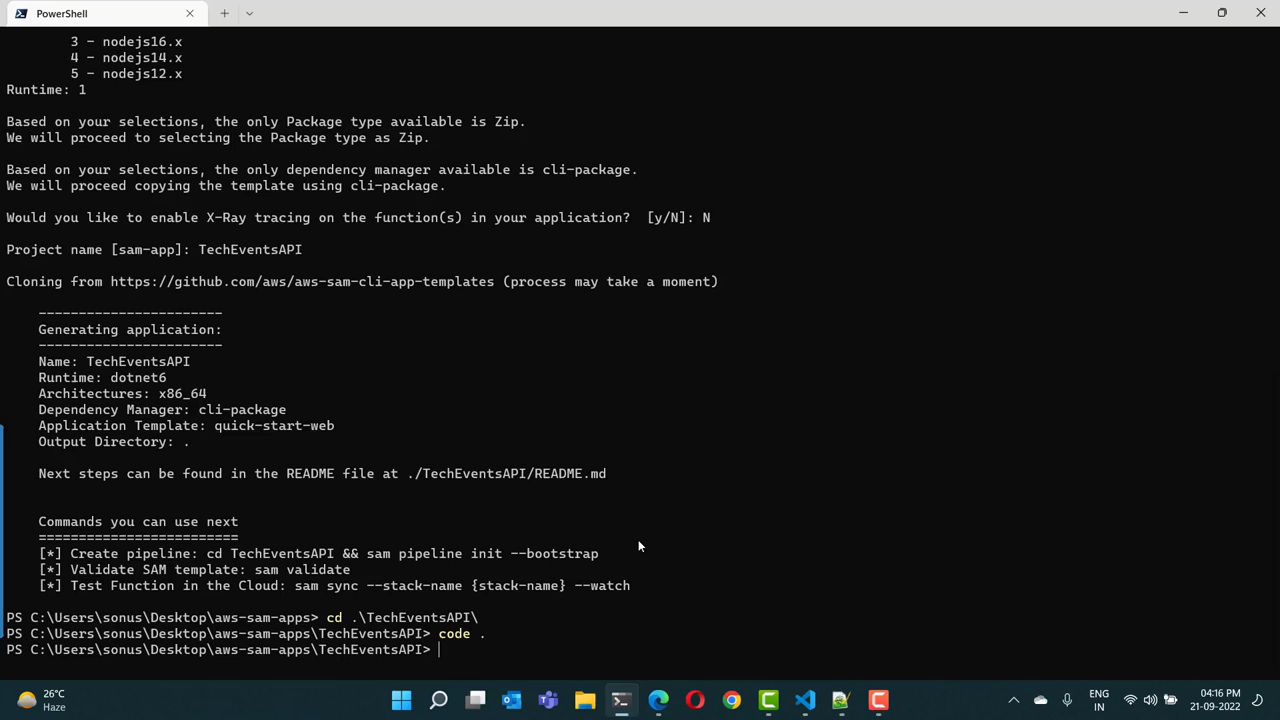 PowerShell
3 - nodejs16.x
4 - nodejs14.x
5 - nodejs12.x
Runtime: 1
Based on your selections, the only Package type available is Zip.
We will proceed to selecting the Package type as Zip.
Based on your selections, the only dependency manager available is cli-package.
We will proceed copying the template using cli-package.
Would you like to enable X-Ray tracing on the function(s) in your application?  [y/N]: N
Project name [sam-app]: TechEventsAPI
Cloning from https://github.com/aws/aws-sam-cli-app-templates (process may take a moment)
-----------------------
Generating application:
-----------------------
Name: TechEventsAPI
Runtime: dotnet6
Architectures: x86_64
Dependency Manager: cli-package
Application Template: quick-start-web
Output Directory: .
Next steps can be found in the README file at ./TechEventsAPI/README.md
Commands you can use next
=========================
[*] Create pipeline: cd TechEventsAPI && sam pipeline init --bootstrap
[*] Validate SAM template: sam validate
[*] Test Function in the Cloud: sam sync --stack-name {stack-name} --watch
PS C:\Users\sonus\Desktop\aws-sam-apps> cd .\TechEventsAPI\
PS C:\Users\sonus\Desktop\aws-sam-apps\TechEventsAPI> code .
PS C:\Users\sonus\Desktop\aws-sam-apps\TechEventsAPI>
26°C
Haze
ENG
IN
04:16 PM
21-09-2022